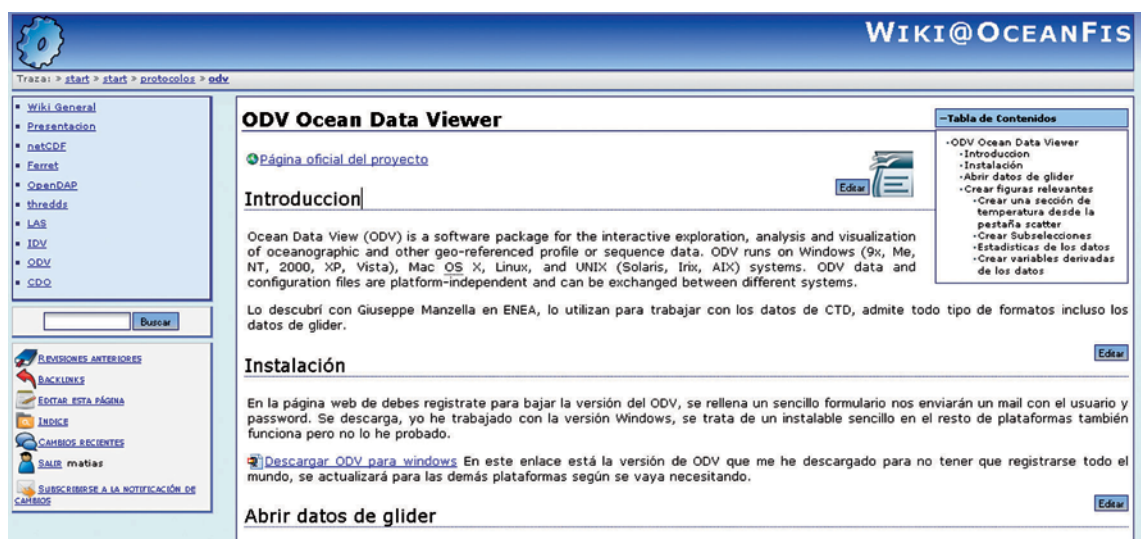 WIKI@OCEANFIS
Traza: » start » start » protocolos » odv
Wiki General
Presentacion
netCDF
Ferret
OpenDAP
thredds
LAS
IDV
ODV
CDO
Buscar
REVISIONES ANTERIORES
BACKLINKS
EDITAR ESTA PÁGINA
INDICE
CAMBIOS RECIENTES
SALIR matias
SUBSCRIBIRSE A LA NOTIFICACIÓN DE
CAMBIOS
ODV Ocean Data Viewer
Página oficial del proyecto
Editar
Introduccion
Ocean Data View (ODV) is a software package for the interactive exploration, analysis and visualization
of oceanographic and other geo-referenced profile or sequence data. ODV runs on Windows (9x, Me,
NT, 2000, XP, Vista), Mac OS X, Linux, and UNIX (Solaris, Irix, AIX) systems. ODV data and
configuration files are platform-independent and can be exchanged between different systems.
Lo descubrí con Giuseppe Manzella en ENEA, lo utilizan para trabajar con los datos de CTD, admite todo tipo de formatos incluso los
datos de glider.
Editar
Instalación
En la página web de debes registrate para bajar la versión del ODV, se rellena un sencillo formulario nos enviarán un mail con el usuario y
password. Se descarga, yo he trabajado con la versión Windows, se trata de un instalable sencillo en el resto de plataformas también
funciona pero no lo he probado.
Descargar ODV para windows En este enlace está la versión de ODV que me he descargado para no tener que registrarse todo el
mundo, se actualizará para las demás plataformas según se vaya necesitando.
Editar
Abrir datos de glider
−Tabla de Contenidos
·ODV Ocean Data Viewer
·Introduccion
·Instalación
·Abrir datos de glider
·Crear figuras relevantes
·Crear una sección de
temperatura desde la
pestaña scatter
·Crear Subselecciones
·Estadisticas de los datos
·Crear variables derivadas
de los datos